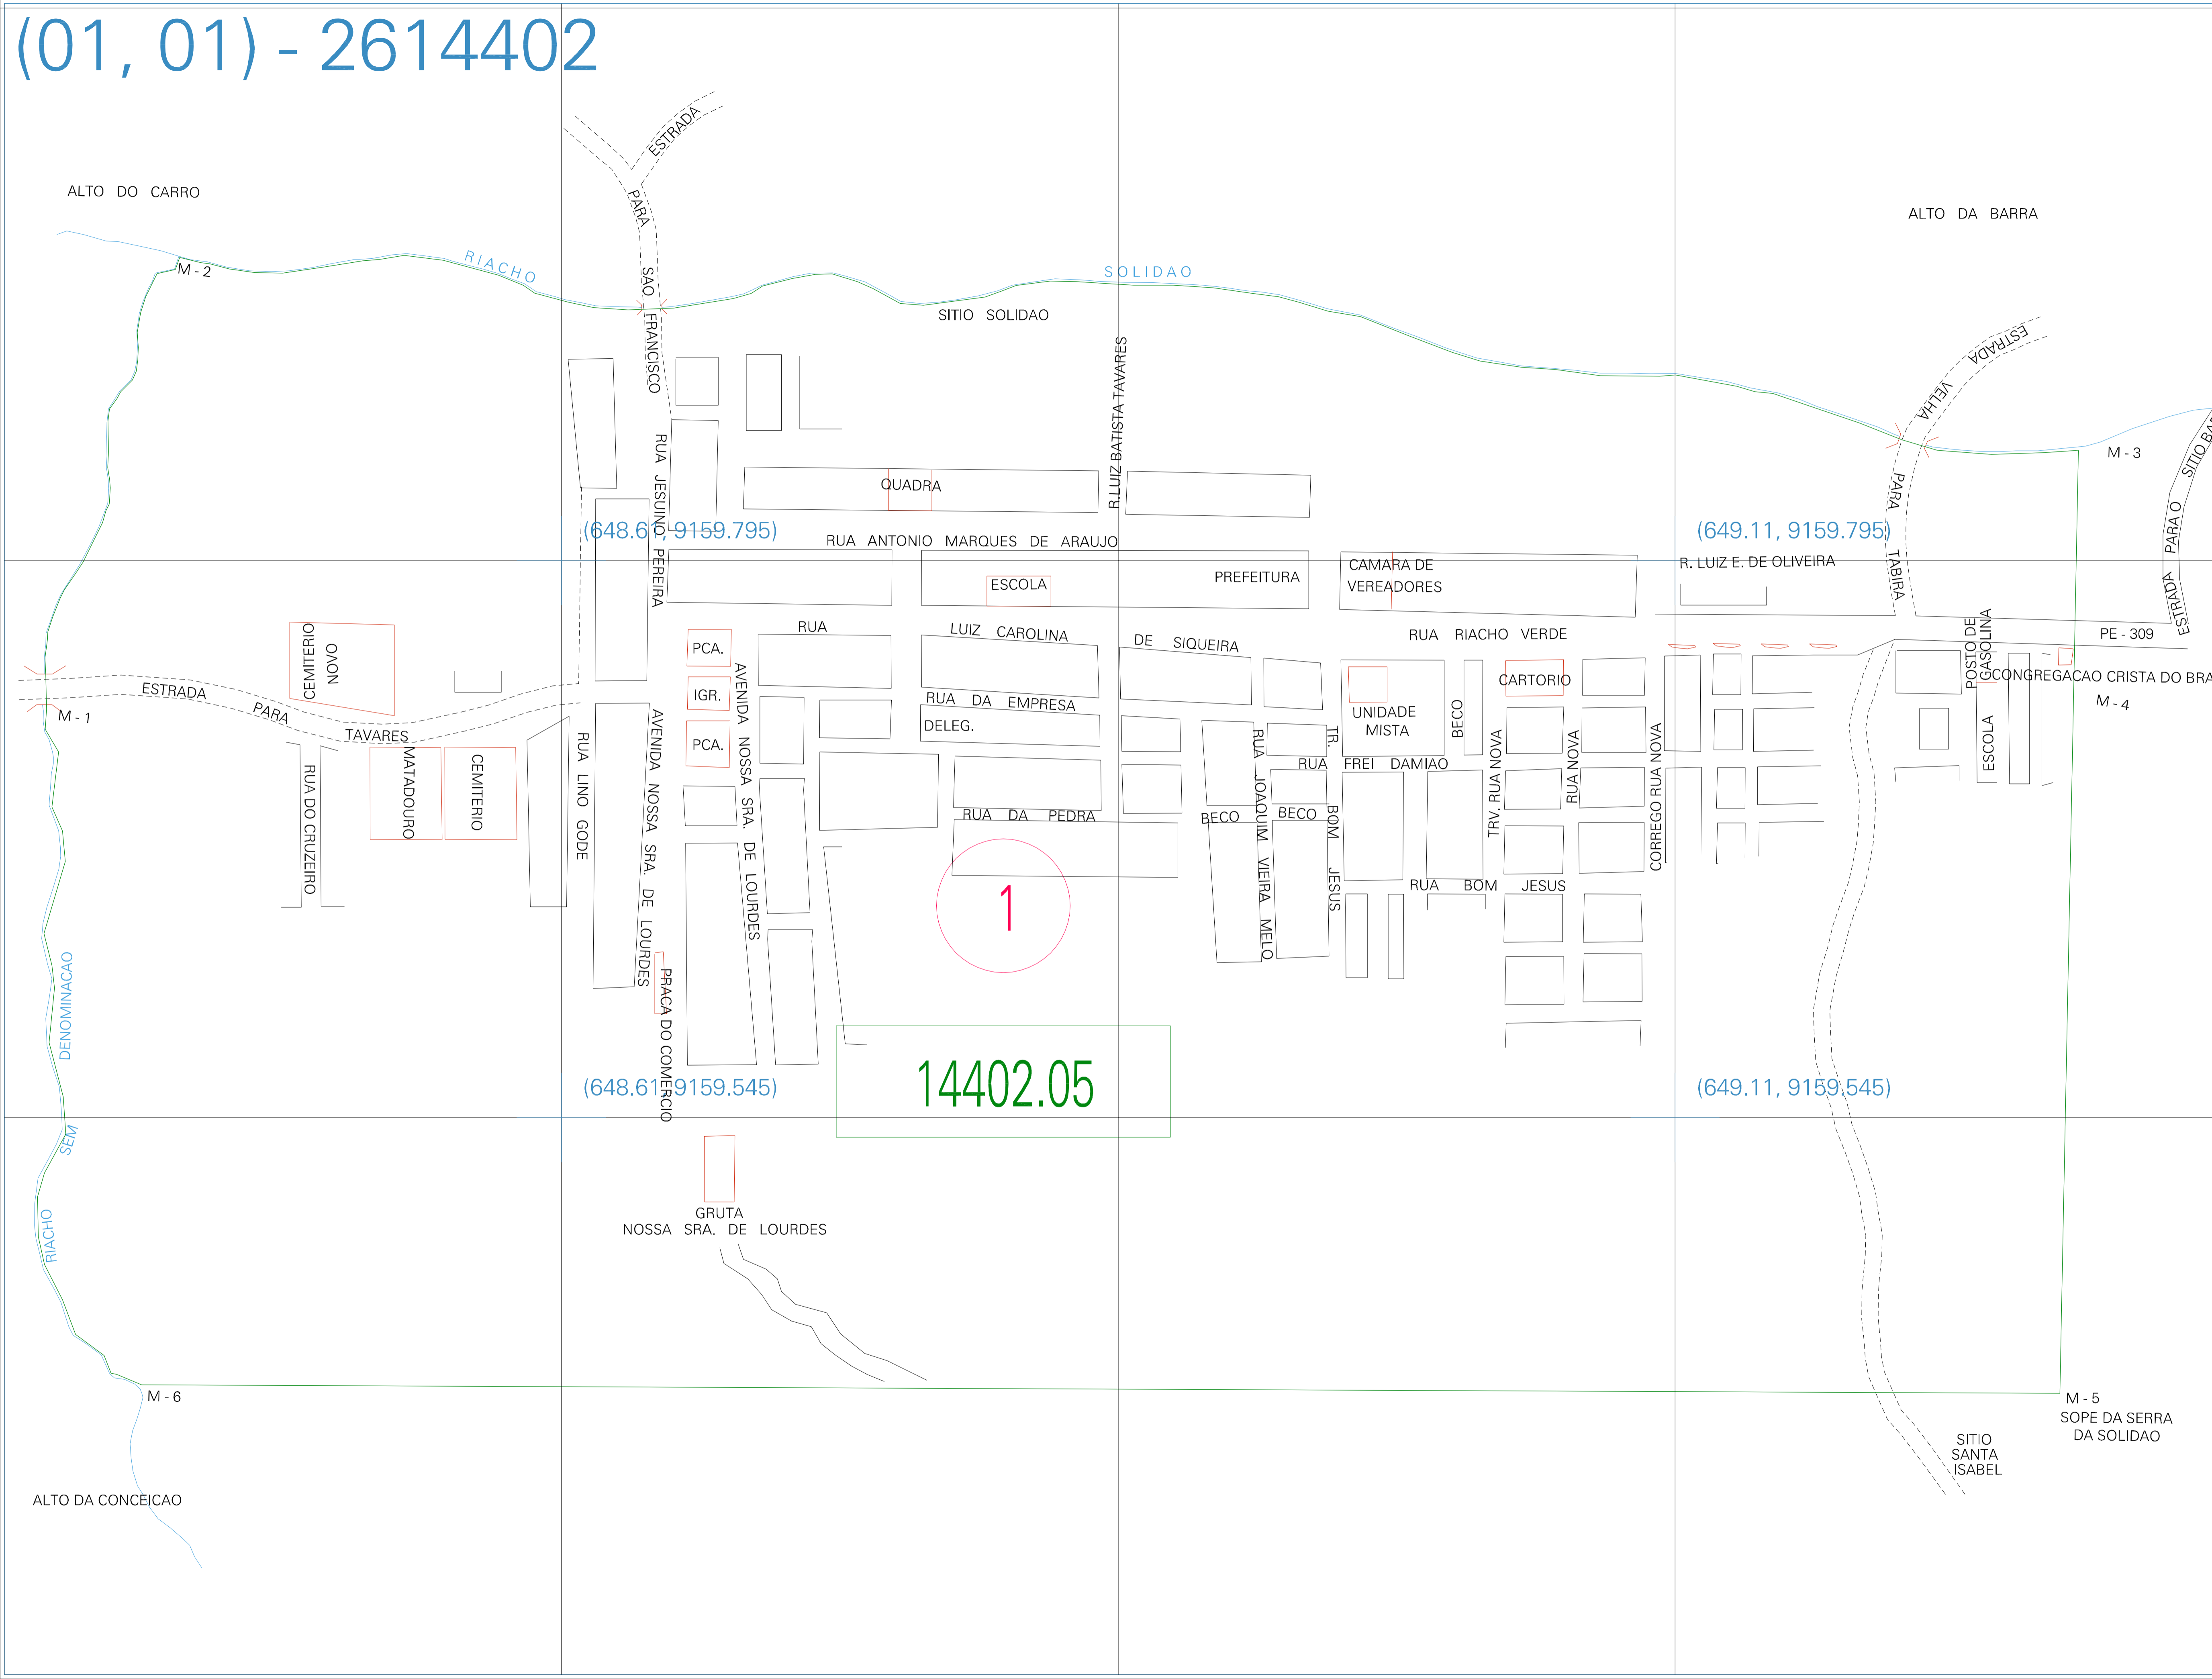 (01, 01) - 2614402
ESTRADA
PARA
SAO FRANCISCO
ALTO DO CARRO
ALTO DA BARRA
M - 2
RIACHO
SOLIDAO
SITIO SOLIDAO
R.LUIZ BATISTA TAVARES
ESTRADA
VELHA
PARA TABIRA
M - 3
ESTRADA PARA O
RUA JESUINO PEREIRA
QUADRA
(648.61, 9159.795)
(649.11, 9159.795)
RUA ANTONIO MARQUES DE ARAUJO
R. LUIZ E. DE OLIVEIRA
CAMARA DE
VEREADORES
PREFEITURA
ESCOLA
NOVO
CEMITERIO
RUA LUIZ CAROLINA DE SIQUEIRA
RUA RIACHO VERDE
PE - 309
PCA.
IGR.
PCA.
AVENIDA NOSSA SRA. DE LOURDES
POSTO DE
GASOLINA
CONGREGACAO CRISTA DO
CARTORIO
M - 4
ESTRADA PARA TAVARES
M - 1
RUA DA EMPRESA
DELEG.
UNIDADE
MISTA
BECO
ESCOLA
RUA DO CRUZEIRO
MATADOURO
CEMITERIO
RUA LINO GODE
AVENIDA NOSSA SRA. DE LOURDES
RUA FREI DAMIAO
RUA DA PEDRA
BECO
BECO
RUA JOAQUIM VIEIRA MELO
TR. BOM JESUS
TRV. RUA NOVA
RUA NOVA
CORREGO RUA NOVA
RUA BOM JESUS
1
PRACA DO COMERCIO
RIACHO SEM DENOMINACAO
14402.05
(648.61, 9159.545)
(649.11, 9159.545)
GRUTA
NOSSA SRA. DE LOURDES
M - 6
M - 5
SOPE DA SERRA
DA SOLIDAO
SITIO
SANTA
ISABEL
ALTO DA CONCEICAO